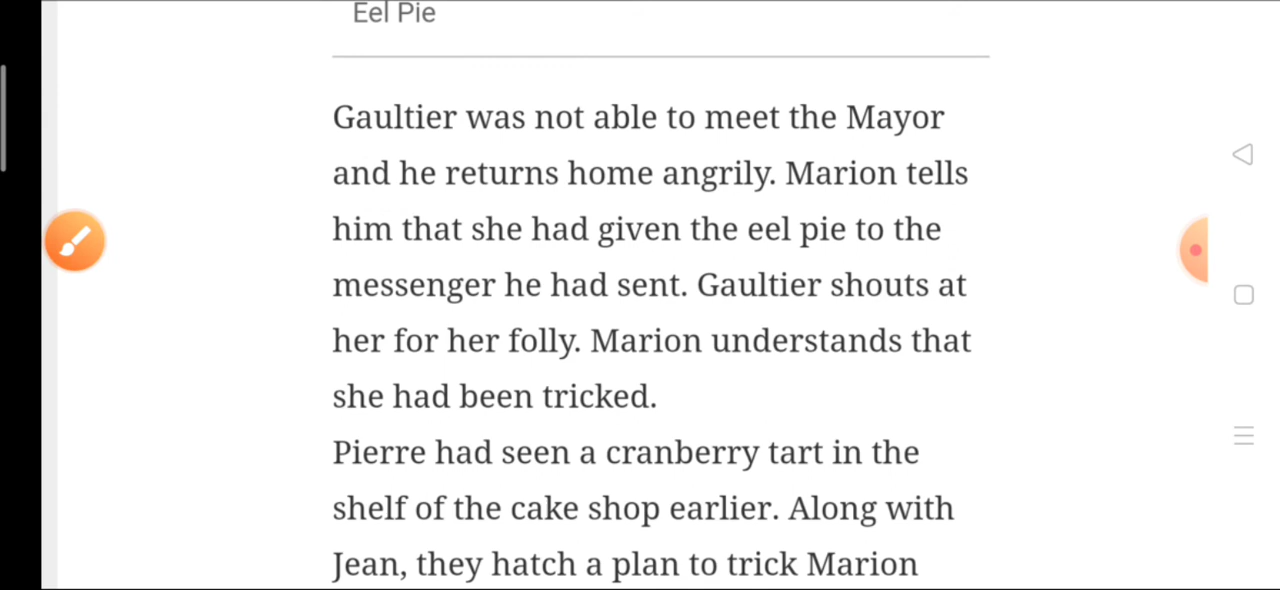 Eel Pie
Gaultier was not able to meet the Mayor
and he returns home angrily. Marion tells
him that she had given the eel pie to the
messenger he had sent. Gaultier shouts at
her for her folly. Marion understands that
she had been tricked.
Pierre had seen a cranberry tart in the
shelf of the cake shop earlier. Along with
Jean, they hatch a plan to trick Marion